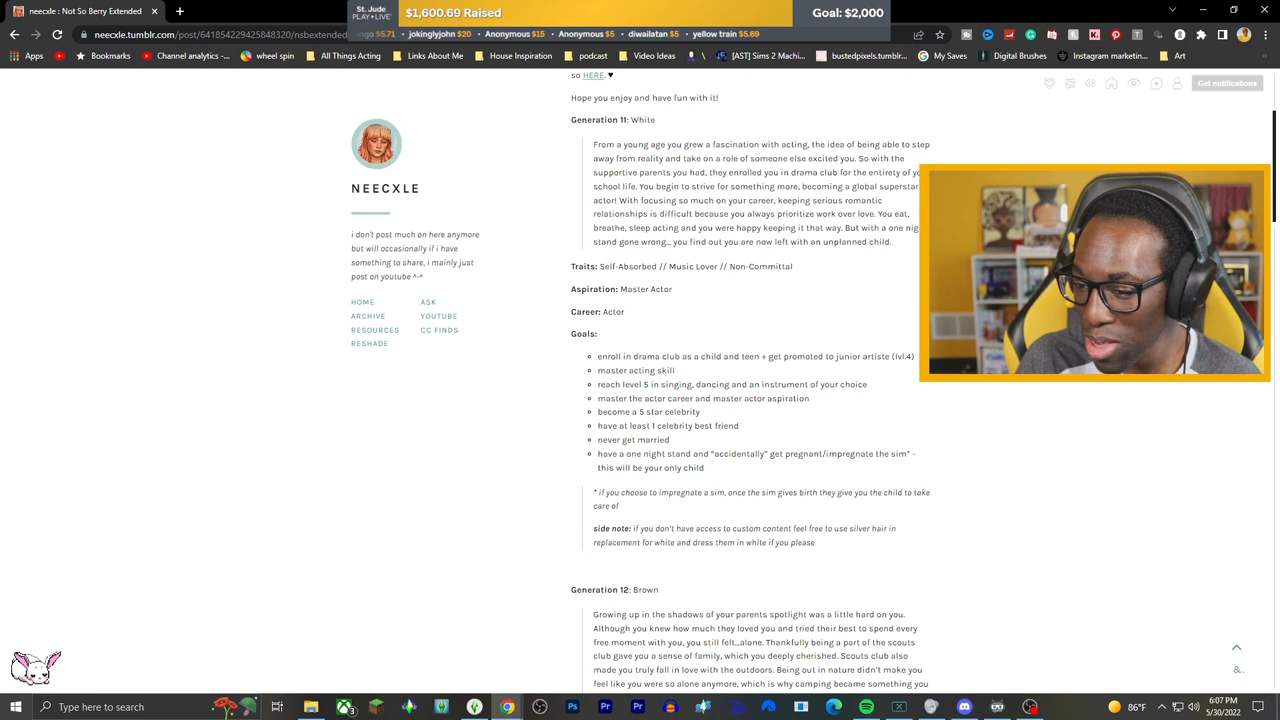 neecxle: Not So Berry Extended
St. Jude
PLAY LIVE
$1,600.69 Raised
Goal: $2,000
$5.71 • jokinglyjohn $20 • Anonymous $15 • Anonymous $5 • diwailatan $5 • yellow train $5.69
neecxle.tumblr.com/post/641854229425848320/nsbextended
Apps
YouTube
Bookmarks
Channel analytics -...
wheel spin
All Things Acting
House Inspiration
podcast
Video Ideas
\
[AST] Sims 2 Machi...
bustedpixels.tumbl...
My Saves
Digital Brushes
Instagram marketin...
Art
so HERE. ♥
Get notifications
Hope you enjoy and have fun with it!
Generation 11: White
From a young age you grew a fascination with acting, the idea of being able to step
away from reality and take on a role of someone else excited you. So with the
supportive parents you had, they enrolled you in drama club for the entirety of yo
school life. You begin to strive for something more, becoming a global superstar
actor! With focusing so much on your career, keeping serious romantic
relationships is difficult because you always prioritize work over love. You eat,
breathe, sleep acting and you were happy keeping it that way. But with a one nig
stand gone wrong... you find out you are now left with an unplanned child.
NEECXLE
i don't post much on here anymore
but will occasionally if i have
something to share, i mainly just
post on youtube ^-^
HOME
ASK
ARCHIVE
YOUTUBE
RESOURCES
CC FINDS
RESHADE
Traits: Self-Absorbed // Music Lover // Non-Committal
Aspiration: Master Actor
Career: Actor
Goals:
enroll in drama club as a child and teen + get promoted to junior artiste (lvl.4)
master acting skill
reach level 5 in singing, dancing and an instrument of your choice
master the actor career and master actor aspiration
become a 5 star celebrity
have at least 1 celebrity best friend
never get married
have a one night stand and "accidentally" get pregnant/impregnate the sim* -
this will be your only child
* if you choose to impregnate a sim, once the sim gives birth they give you the child to take
care of
side note: if you don't have access to custom content feel free to use silver hair in
replacement for white and dress them in white if you please
Generation 12: Brown
Growing up in the shadows of your parents spotlight was a little hard on you.
Although you knew how much they loved you and tried their best to spend every
free moment with you, you still felt...alone. Thankfully being a part of the scouts
club gave you a sense of family, which you deeply cherished. Scouts club also
made you truly fall in love with the outdoors. Being out in nature didn't make you
feel like you were so alone anymore, which is why camping became something you
&.
Type here to search
86°F
6:07 PM
5/30/2022